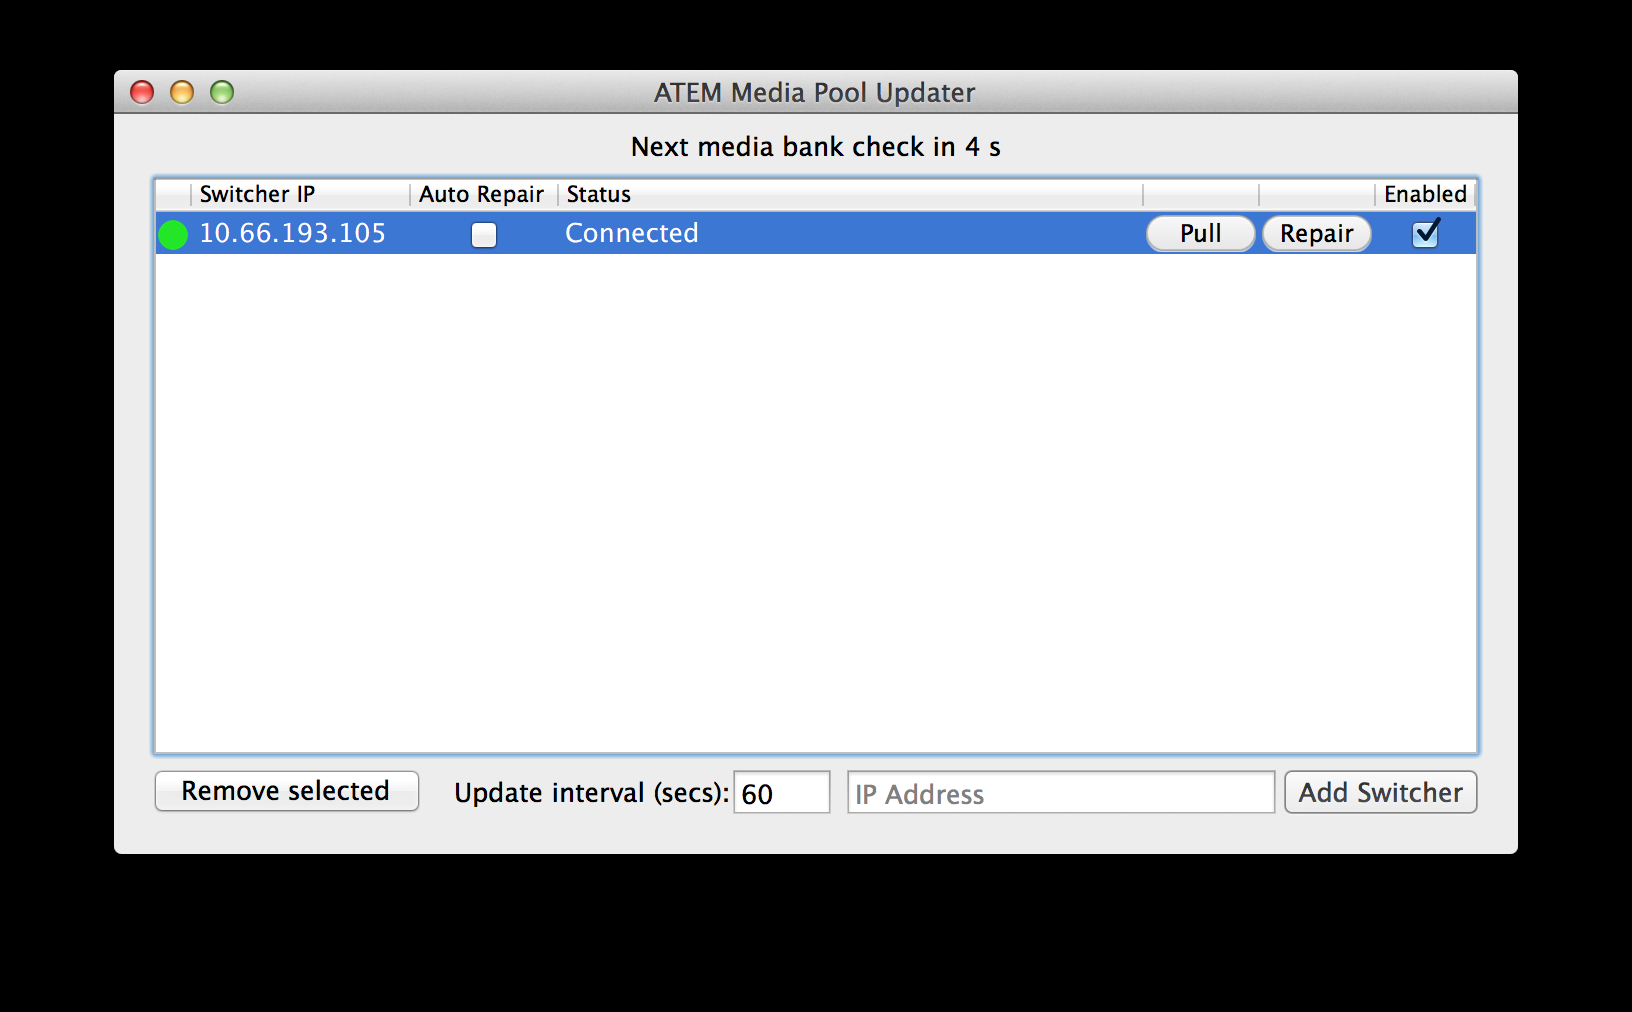 ATEM Media Pool Updater
Next media bank check in 4 s
Switcher IP Auto Repair Status Enabled
10.66.193.105 Connected Pull Repair
Remove selected Update interval (secs): 60 IP Address Add Switcher